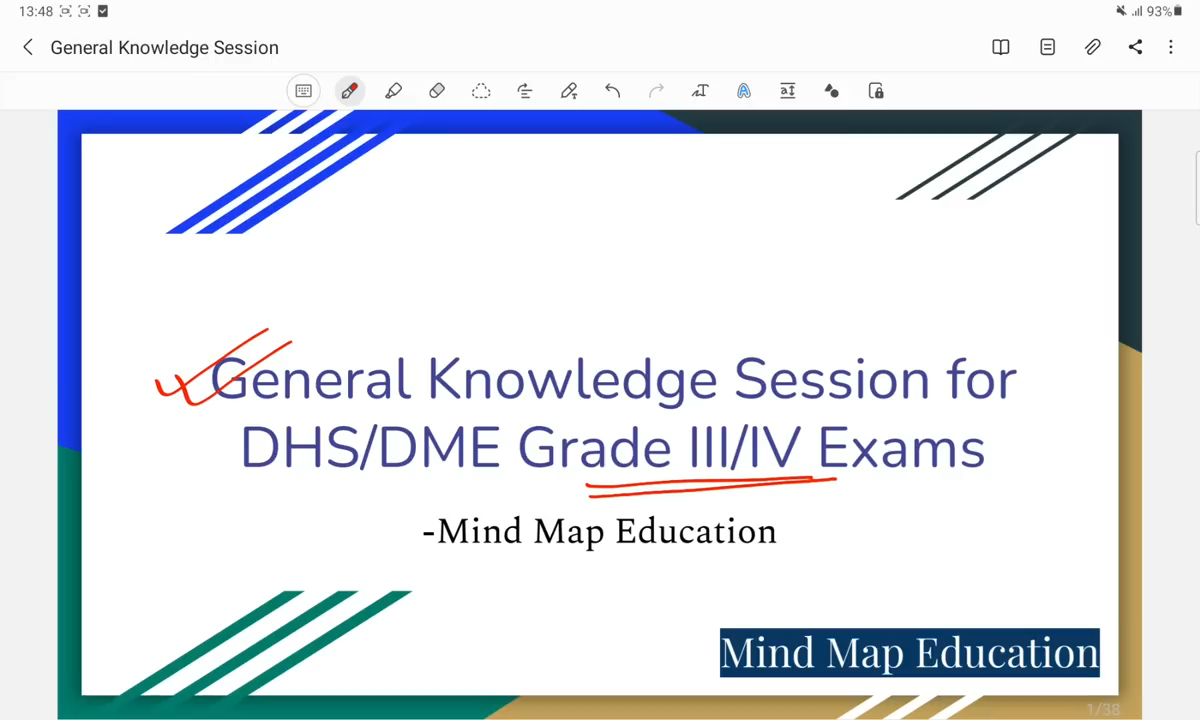 13:48
93%
General Knowledge Session
General Knowledge Session for
DHS/DME Grade III/IV Exams
-Mind Map Education
Mind Map Education
1/38